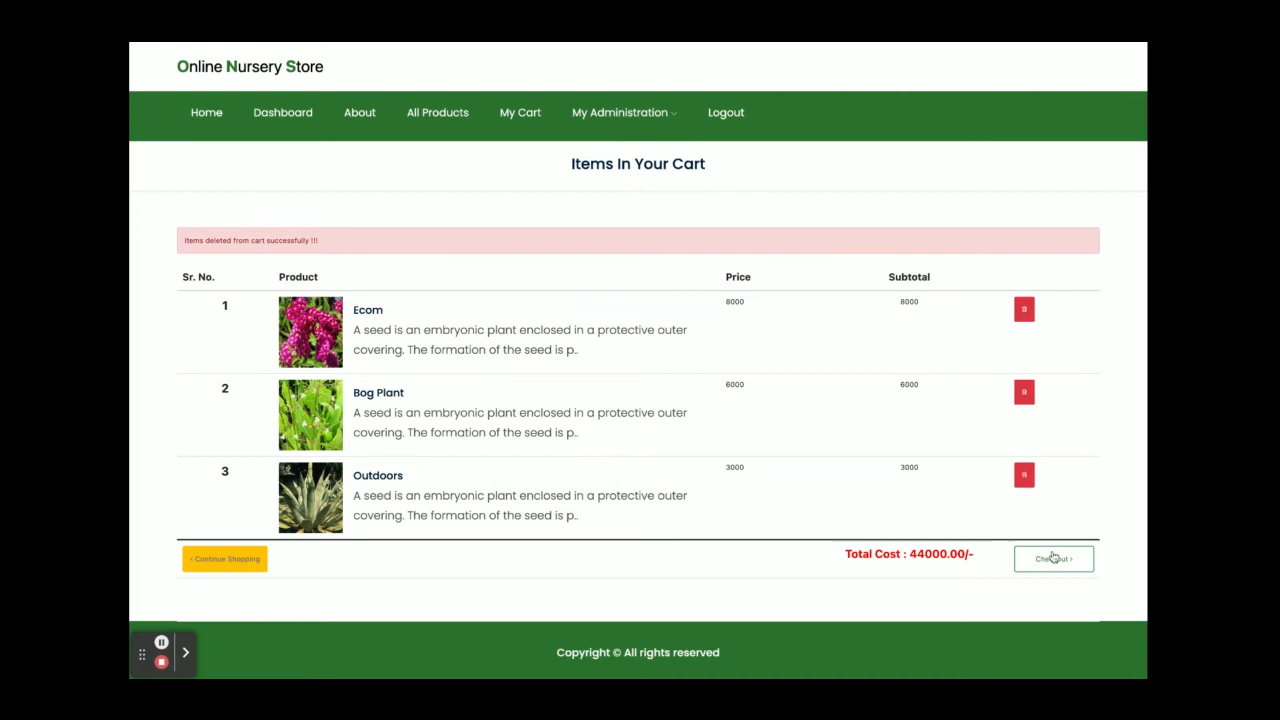 Online Nursery Store
Home Dashboard About All Products My Cart My Administration Logout
Items In Your Cart
Items deleted from cart successfully !!!
Sr. No. Product Price Subtotal
1 Ecom 8000 8000
A seed is an embryonic plant enclosed in a protective outer
covering. The formation of the seed is p..
2 Bog Plant 6000 6000
A seed is an embryonic plant enclosed in a protective outer
covering. The formation of the seed is p..
3 Outdoors 3000 3000
A seed is an embryonic plant enclosed in a protective outer
covering. The formation of the seed is p..
‹ Continue Shopping Total Cost : 44000.00/- Checkout ›
Copyright © All rights reserved